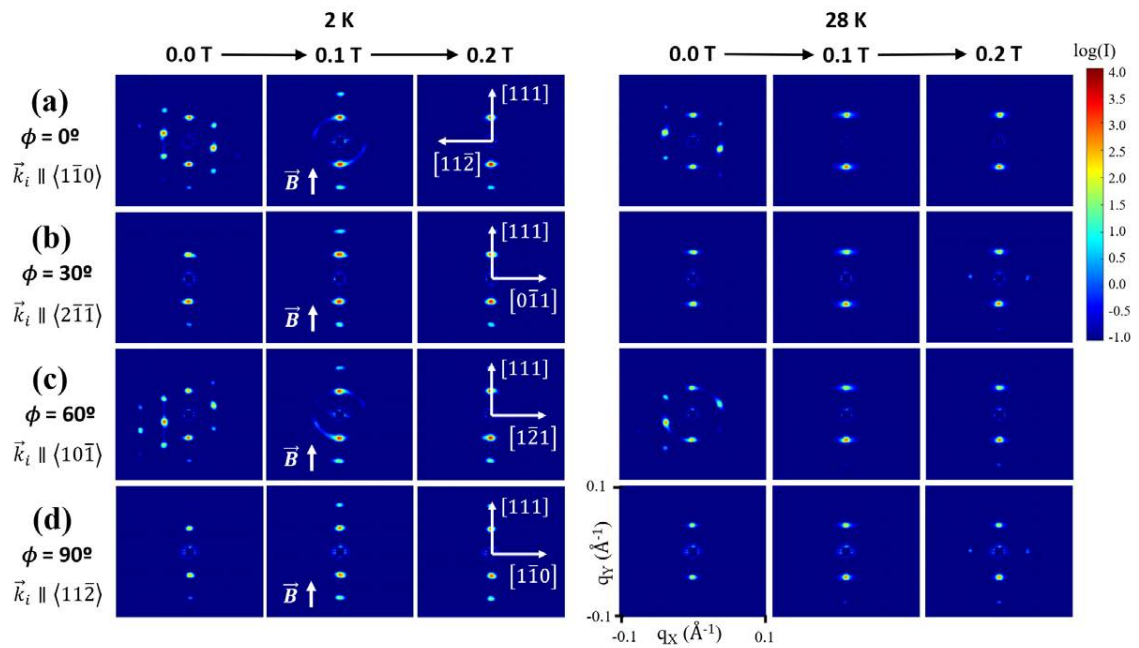 2 K
28 K
0.0 T 0.1 T 0.2 T
0.0 T 0.1 T 0.2 T
log(I)
4.0
3.5
3.0
2.5
2.0
1.5
1.0
0.5
0.0
-0.5
-1.0
(a)
ϕ = 0º
k⃗ᵢ ∥ ⟨11̅0⟩
B⃗
[111]
[112̅]
(b)
ϕ = 30º
k⃗ᵢ ∥ ⟨21̅1̅⟩
B⃗
[111]
[01̅1]
(c)
ϕ = 60º
k⃗ᵢ ∥ ⟨101̅⟩
B⃗
[111]
[12̅1]
(d)
ϕ = 90º
k⃗ᵢ ∥ ⟨112̅⟩
B⃗
[111]
[11̅0]
0.1
q_Y (Å⁻¹)
-0.1
-0.1 q_X (Å⁻¹) 0.1